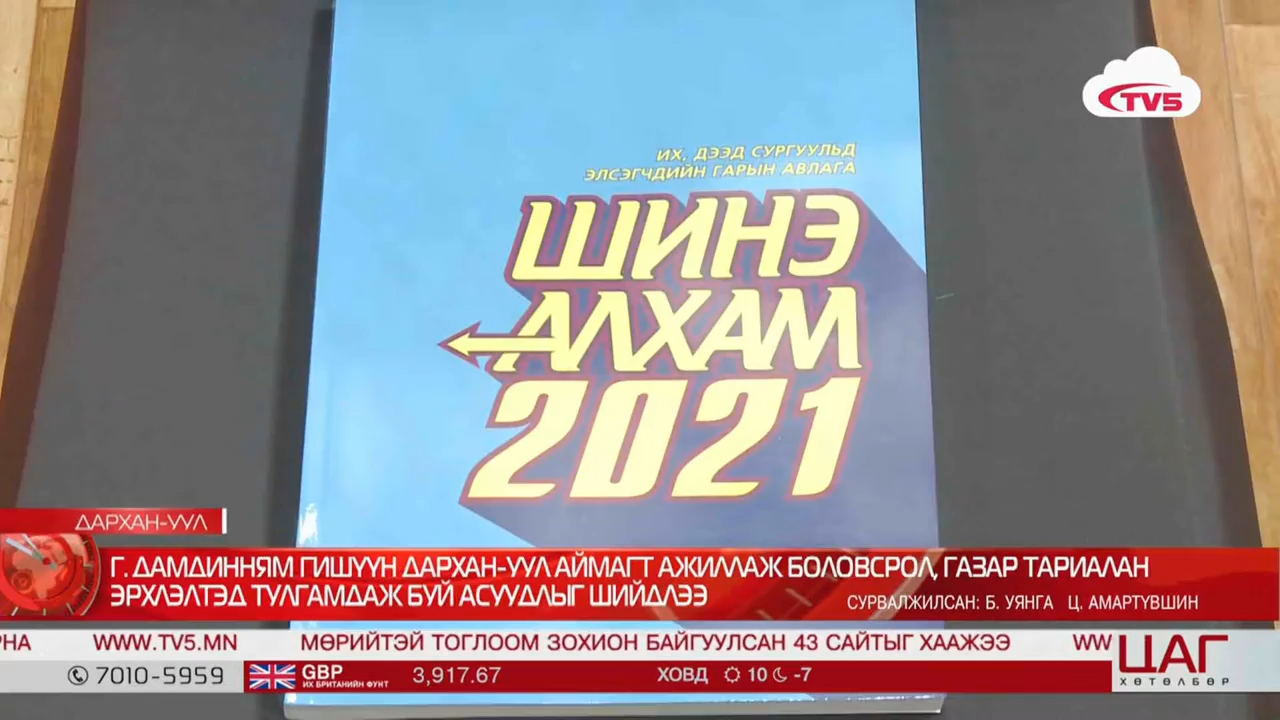 TV5
ИХ, ДЭЭД СУРГУУЛЬД
ЭЛСЭГЧДИЙН ГАРЫН АВЛАГА
ШИНЭ
АЛХАМ
2021
ДАРХАН-УУЛ
Г. ДАМДИННЯМ ГИШҮҮН ДАРХАН-УУЛ АЙМАГТ АЖИЛЛАЖ БОЛОВСРОЛ, ГАЗАР ТАРИАЛАН
ЭРХЛЭЛТЭД ТУЛГАМДАЖ БУЙ АСУУДЛЫГ ШИЙДЛЭЭ
СУРВАЛЖИЛСАН: Б. УЯНГА Ц. АМАРТҮВШИН
РНА WWW.TV5.MN МӨРИЙТЭЙ ТОГЛООМ ЗОХИОН БАЙГУУЛСАН 43 САЙТЫГ ХААЖЭЭ WW
ЦАГ
ХӨТӨЛБӨР
7010-5959 GBP 3,917.67 ХОВД 10 -7
ИХ БРИТАНИЙН ФУНТ